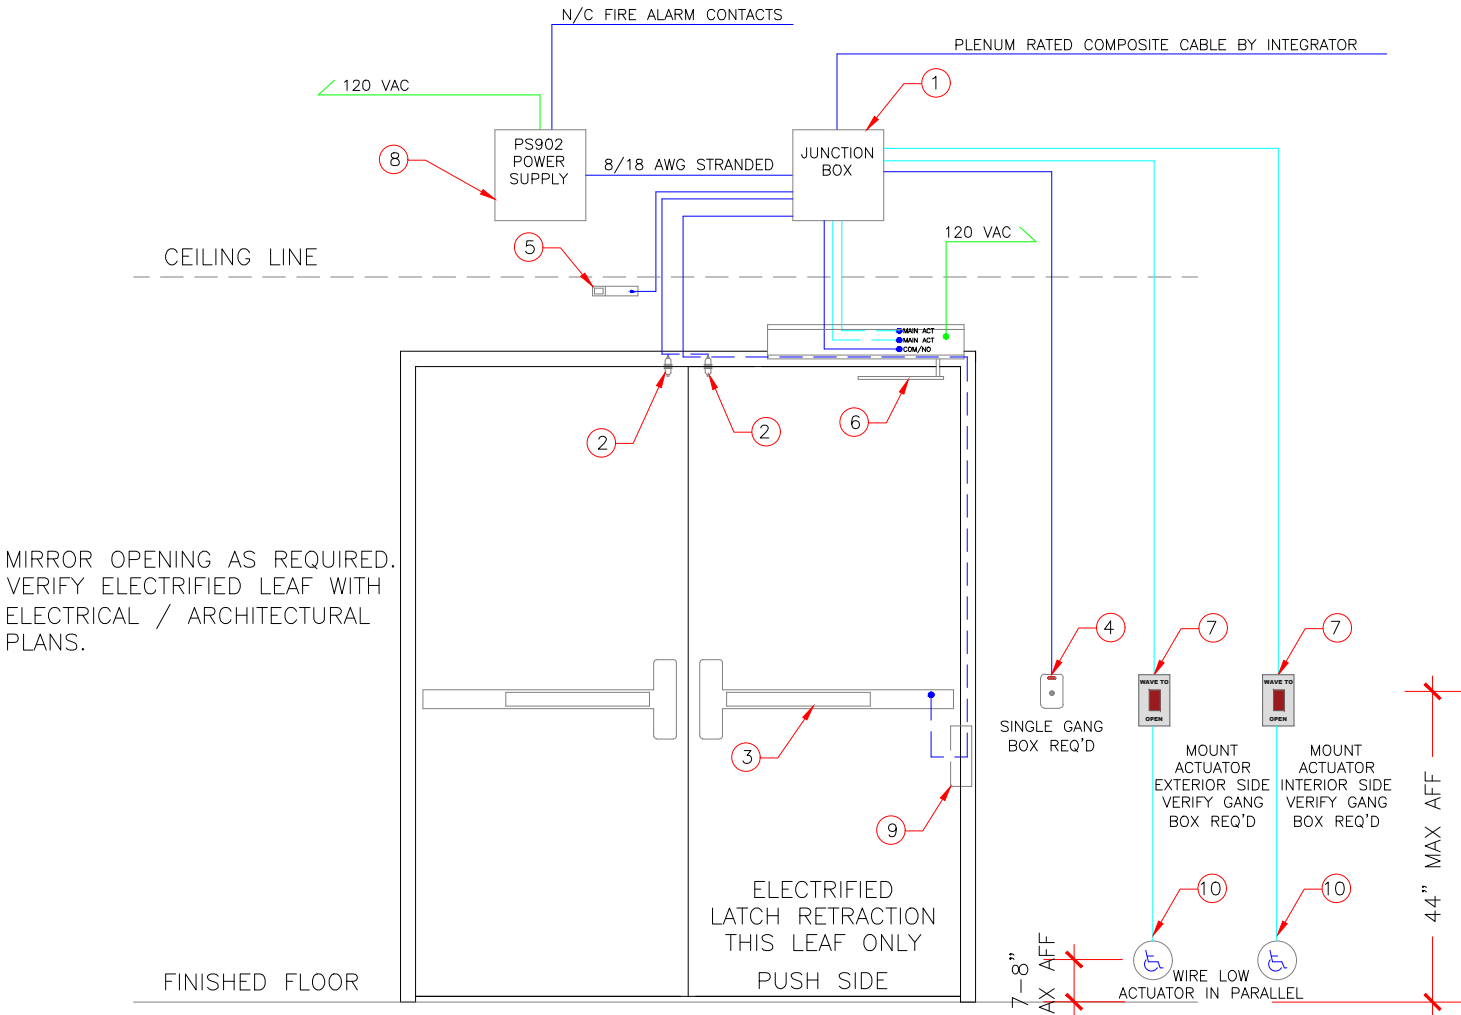 N/C FIRE ALARM CONTACTS
PLENUM RATED COMPOSITE CABLE BY INTEGRATOR
120 VAC
1
PS902
POWER
SUPPLY
8
8/18 AWG STRANDED
JUNCTION
BOX
120 VAC
5
CEILING LINE
MAIN ACT
MAIN ACT
COM/NO
2
2
6
MIRROR OPENING AS REQUIRED.
VERIFY ELECTRIFIED LEAF WITH
ELECTRICAL / ARCHITECTURAL
PLANS.
4
7
7
WAVE TO
OPEN
WAVE TO
OPEN
SINGLE GANG
BOX REQ'D
3
MOUNT
ACTUATOR
EXTERIOR SIDE
VERIFY GANG
BOX REQ'D
MOUNT
ACTUATOR
INTERIOR SIDE
VERIFY GANG
BOX REQ'D
9
44" MAX AFF
ELECTRIFIED
LATCH RETRACTION
THIS LEAF ONLY
PUSH SIDE
10
10
7-8"
AX AFF
WIRE LOW
ACTUATOR IN PARALLEL
FINISHED FLOOR